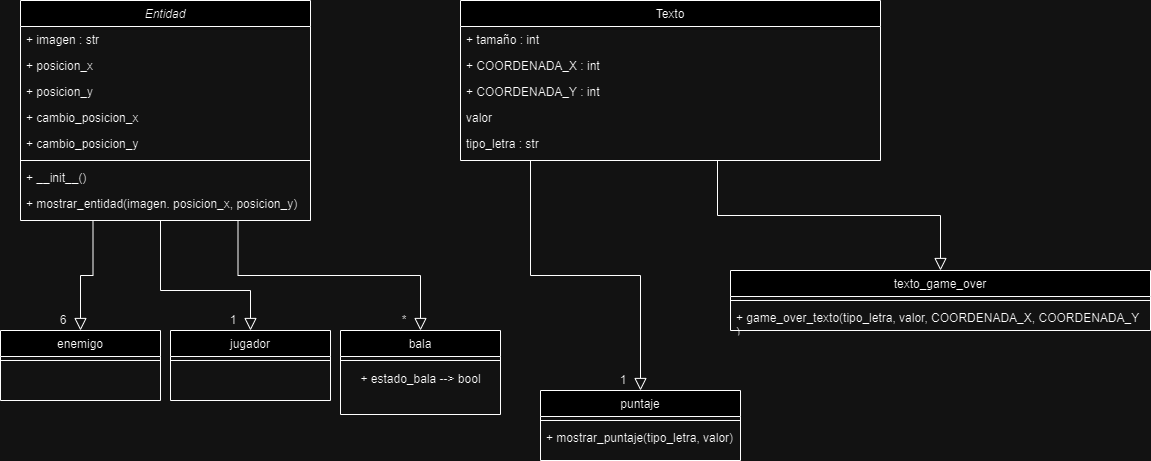 Entidad
+ imagen : str
+ posicion_x
+ posicion_y
+ cambio_posicion_x
+ cambio_posicion_y
+ __init__()
+ mostrar_entidad(imagen. posicion_x, posicion_y)
Texto
+ tamaño : int
+ COORDENADA_X : int
+ COORDENADA_Y : int
valor
tipo_letra : str
6
enemigo
1
jugador
*
bala
+ estado_bala --> bool
texto_game_over
+ game_over_texto(tipo_letra, valor, COORDENADA_X, COORDENADA_Y
)
1
puntaje
+ mostrar_puntaje(tipo_letra, valor)